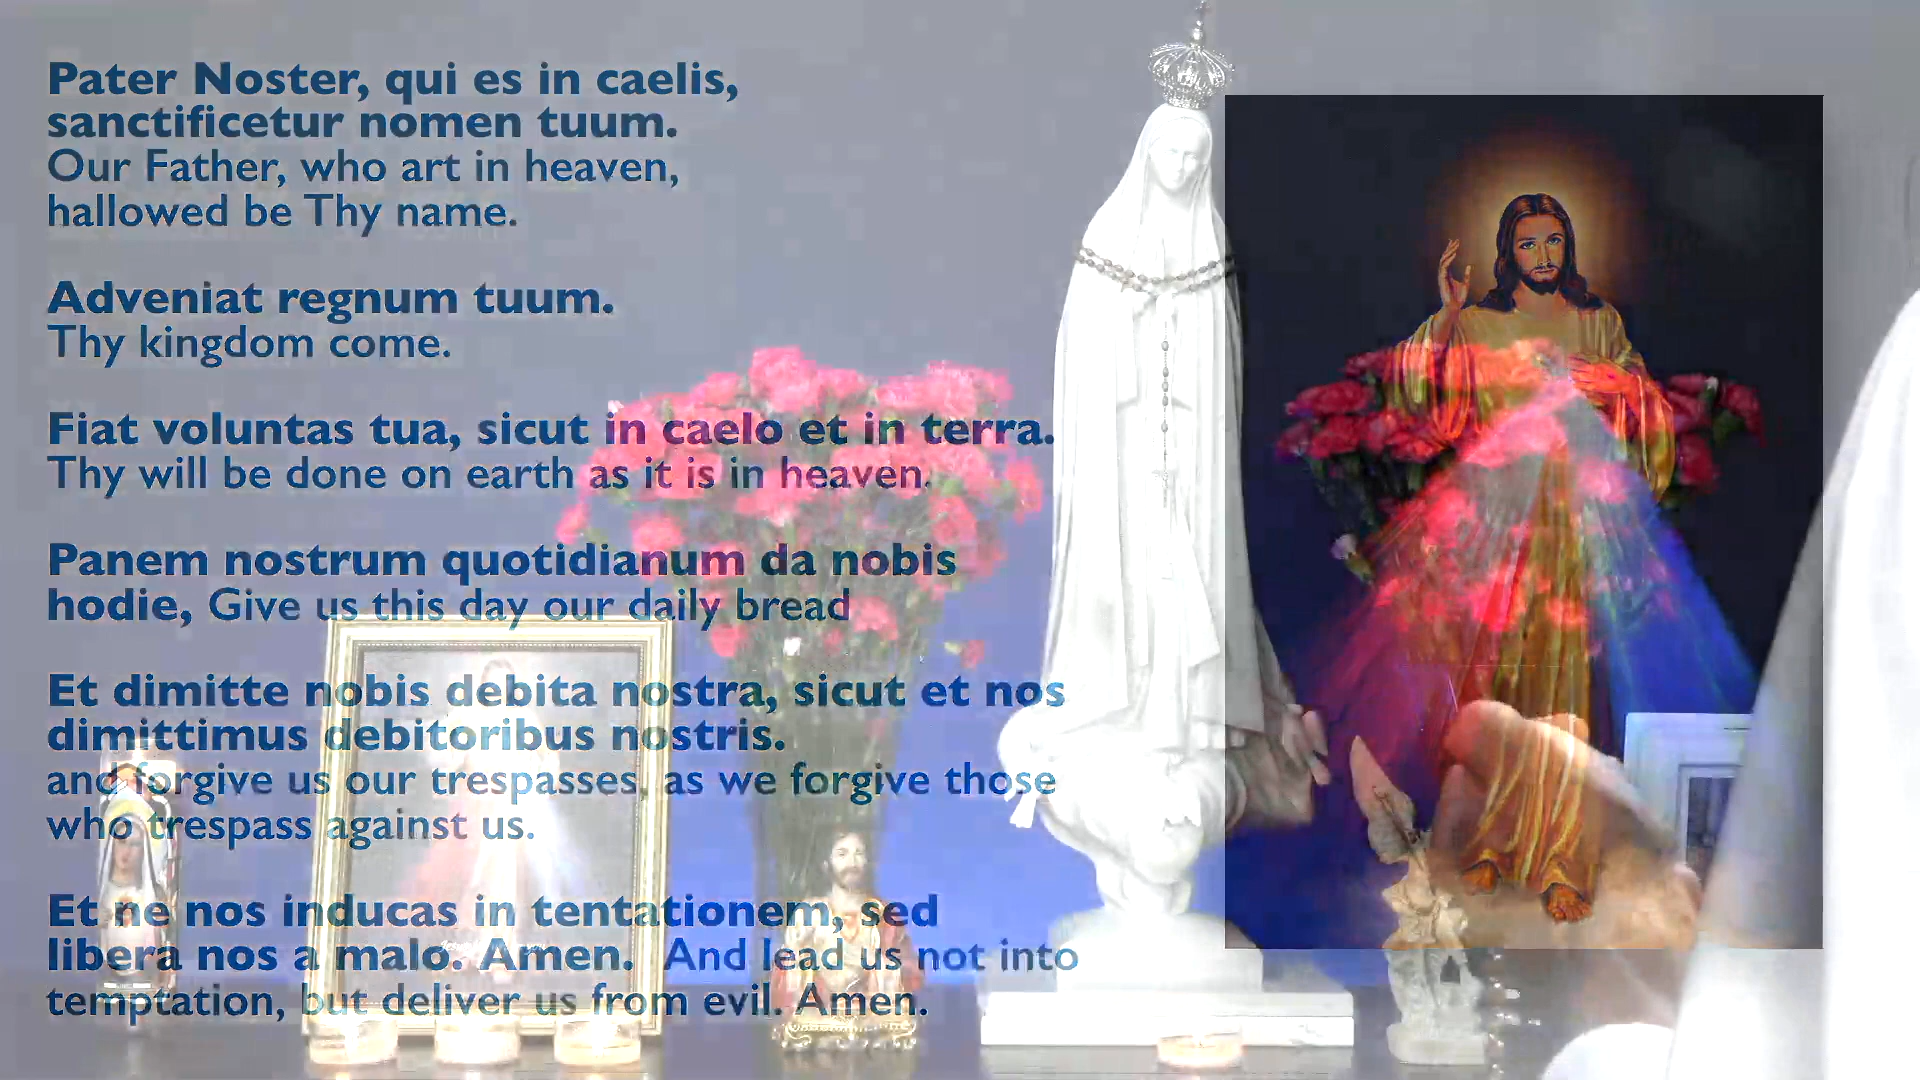 Pater Noster, qui es in caelis,
sanctificetur nomen tuum.
Our Father, who art in heaven,
hallowed be Thy name.
Adveniat regnum tuum.
Thy kingdom come.
Fiat voluntas tua, sicut in caelo et in terra.
Thy will be done on earth as it is in heaven.
Panem nostrum quotidianum da nobis
hodie, Give us this day our daily bread
Et dimitte nobis debita nostra, sicut et nos
dimittimus debitoribus nostris.
and forgive us our trespasses, as we forgive those
who trespass against us.
Et ne nos inducas in tentationem, sed
libera nos a malo. Amen. And lead us not into
temptation, but deliver us from evil. Amen.